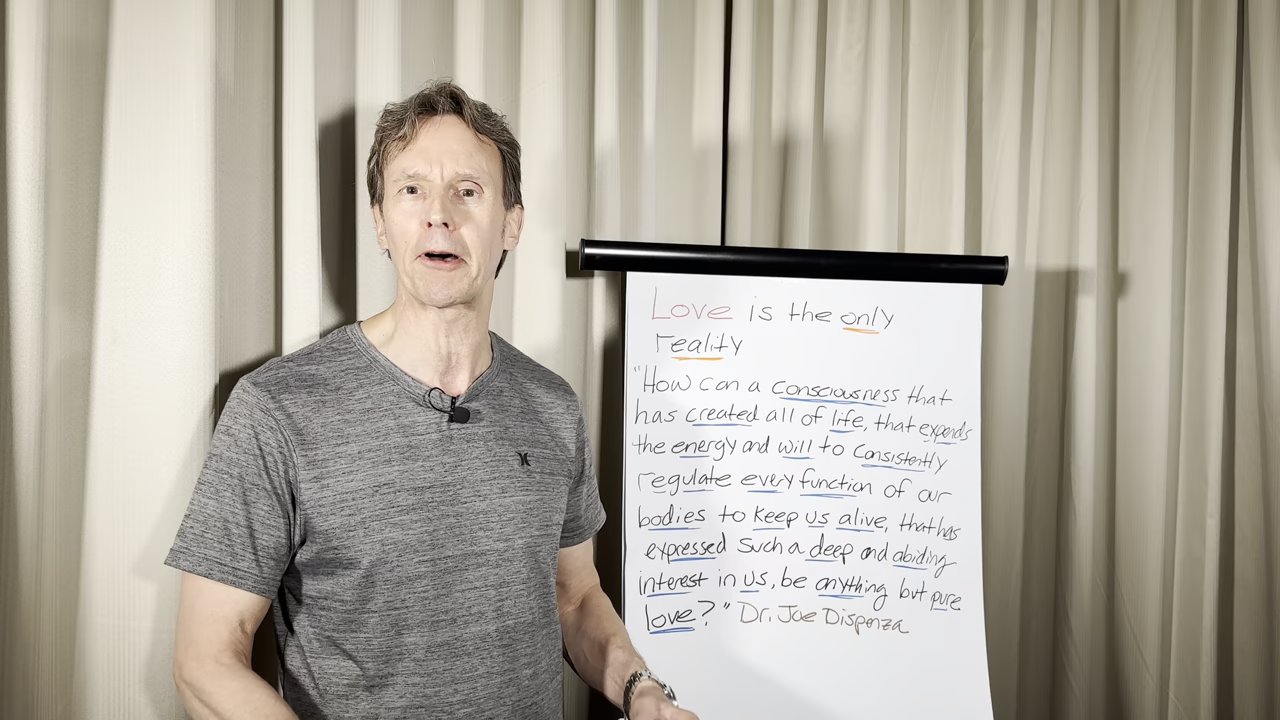 Love is the only
reality
"How can a consciousness that
has created all of life, that expends
the energy and will to consistently
regulate every function of our
bodies to keep us alive, that has
expressed such a deep and abiding
interest in us, be anything but pure
love?" Dr. Joe Dispenza